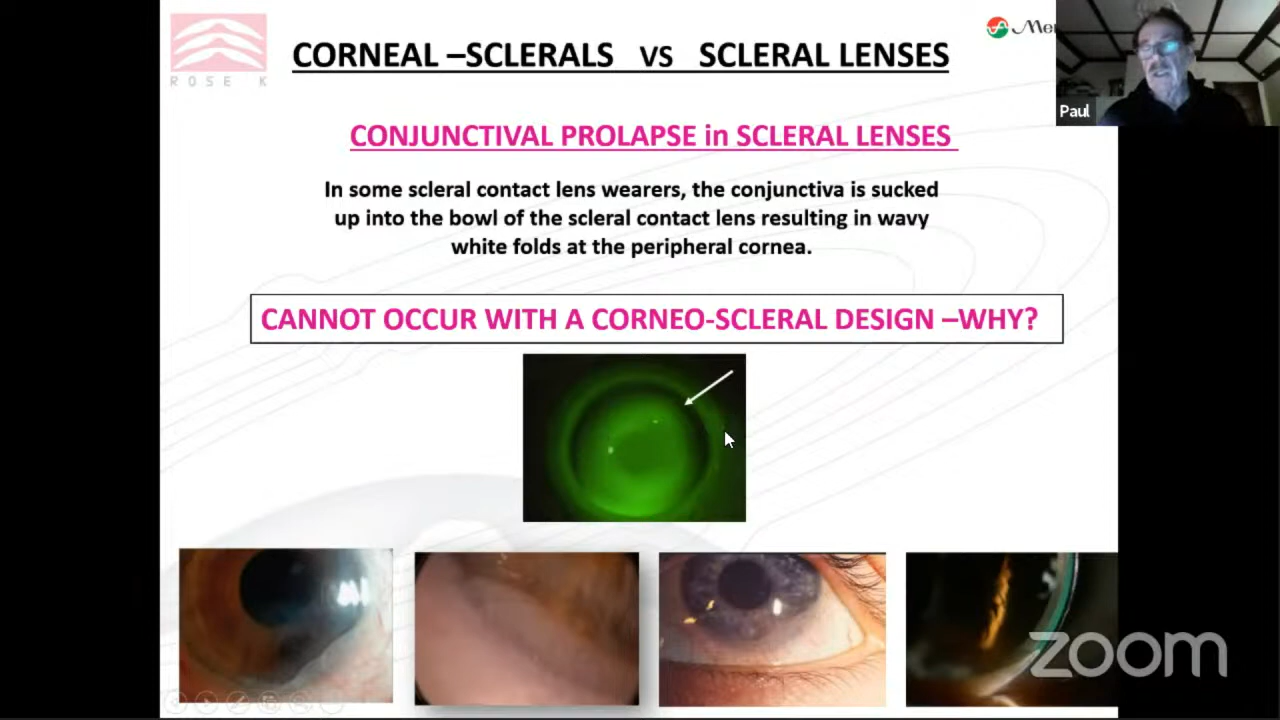 ROSE K
CORNEAL –SCLERALS VS SCLERAL LENSES
Paul
CONJUNCTIVAL PROLAPSE in SCLERAL LENSES
In some scleral contact lens wearers, the conjunctiva is sucked
up into the bowl of the scleral contact lens resulting in wavy
white folds at the peripheral cornea.
CANNOT OCCUR WITH A CORNEO-SCLERAL DESIGN –WHY?
zoom